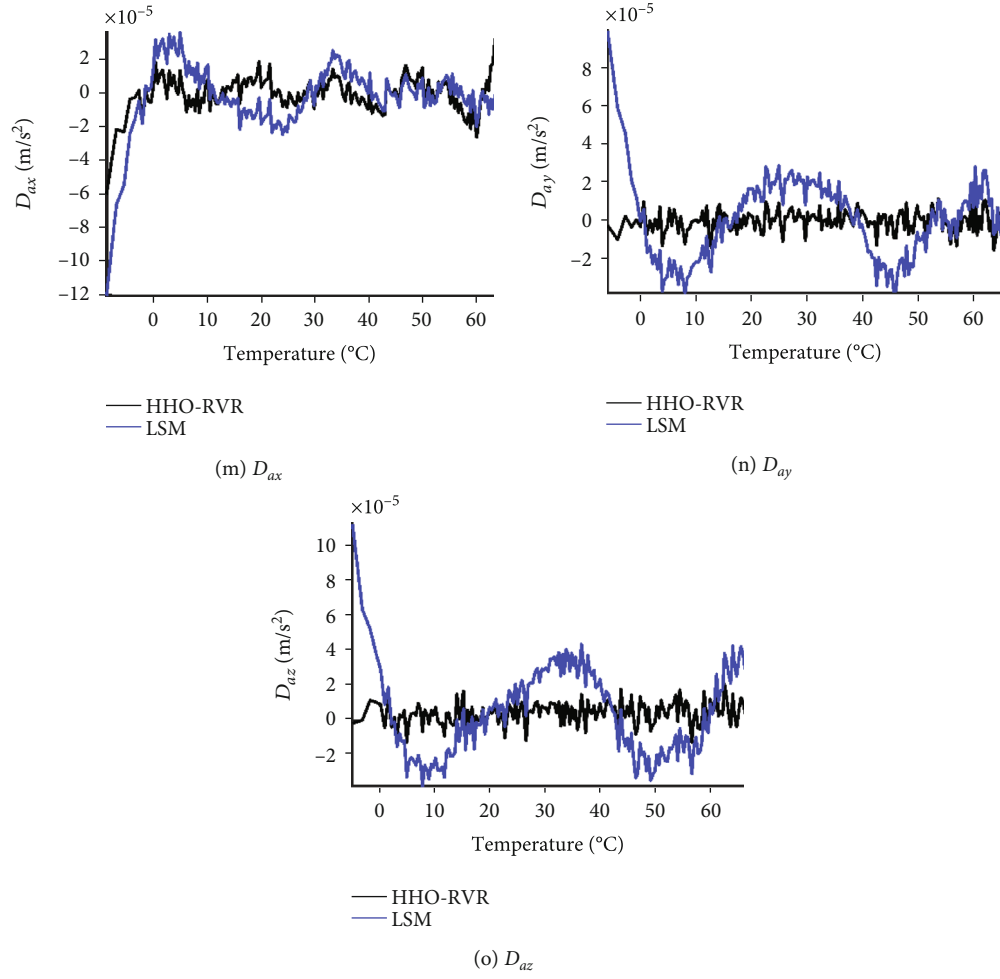 ×10⁻⁵
2
0
−2
−4
−6
−8
−10
−12
D_ax (m/s²)
0 10 20 30 40 50 60
Temperature (°C)
HHO-RVR
LSM
(m) D_ax
×10⁻⁵
8
6
4
2
0
−2
D_ay (m/s²)
0 10 20 30 40 50 60
Temperature (°C)
HHO-RVR
LSM
(n) D_ay
×10⁻⁵
10
8
6
4
2
0
−2
D_az (m/s²)
0 10 20 30 40 50 60
Temperature (°C)
HHO-RVR
LSM
(o) D_az